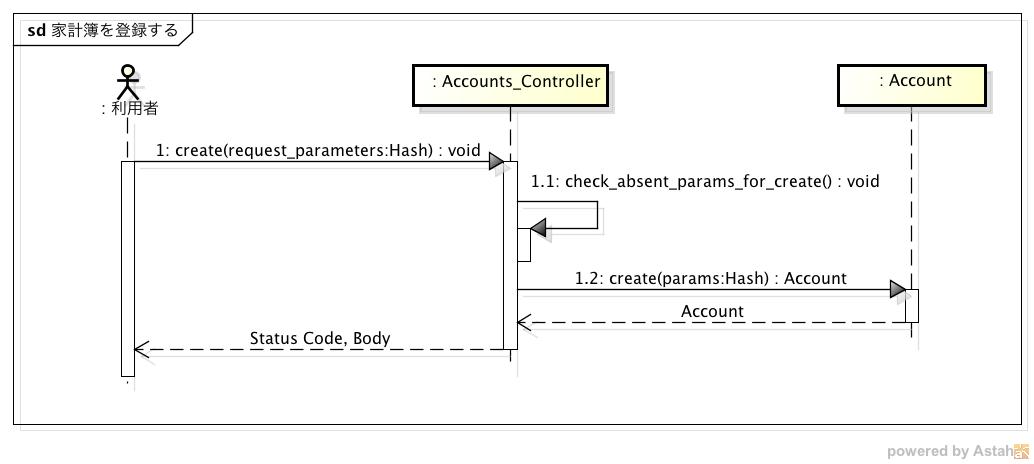 sd 家計簿を登録する
: 利用者
: Accounts_Controller
: Account
1: create(request_parameters:Hash) : void
1.1: check_absent_params_for_create() : void
1.2: create(params:Hash) : Account
Account
Status Code, Body
powered by Astah